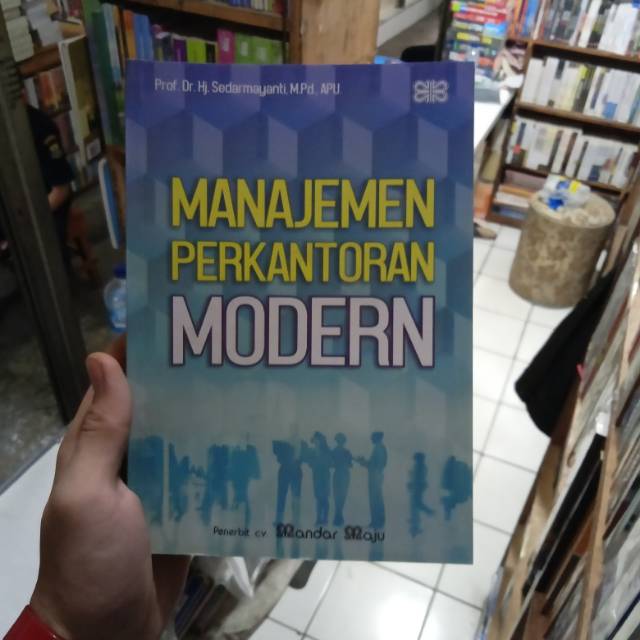 Prof. Dr. Hj. Sedarmayanti, M.Pd., APU.
MANAJEMEN
PERKANTORAN
MODERN
Penerbit CV. Mandar Maju